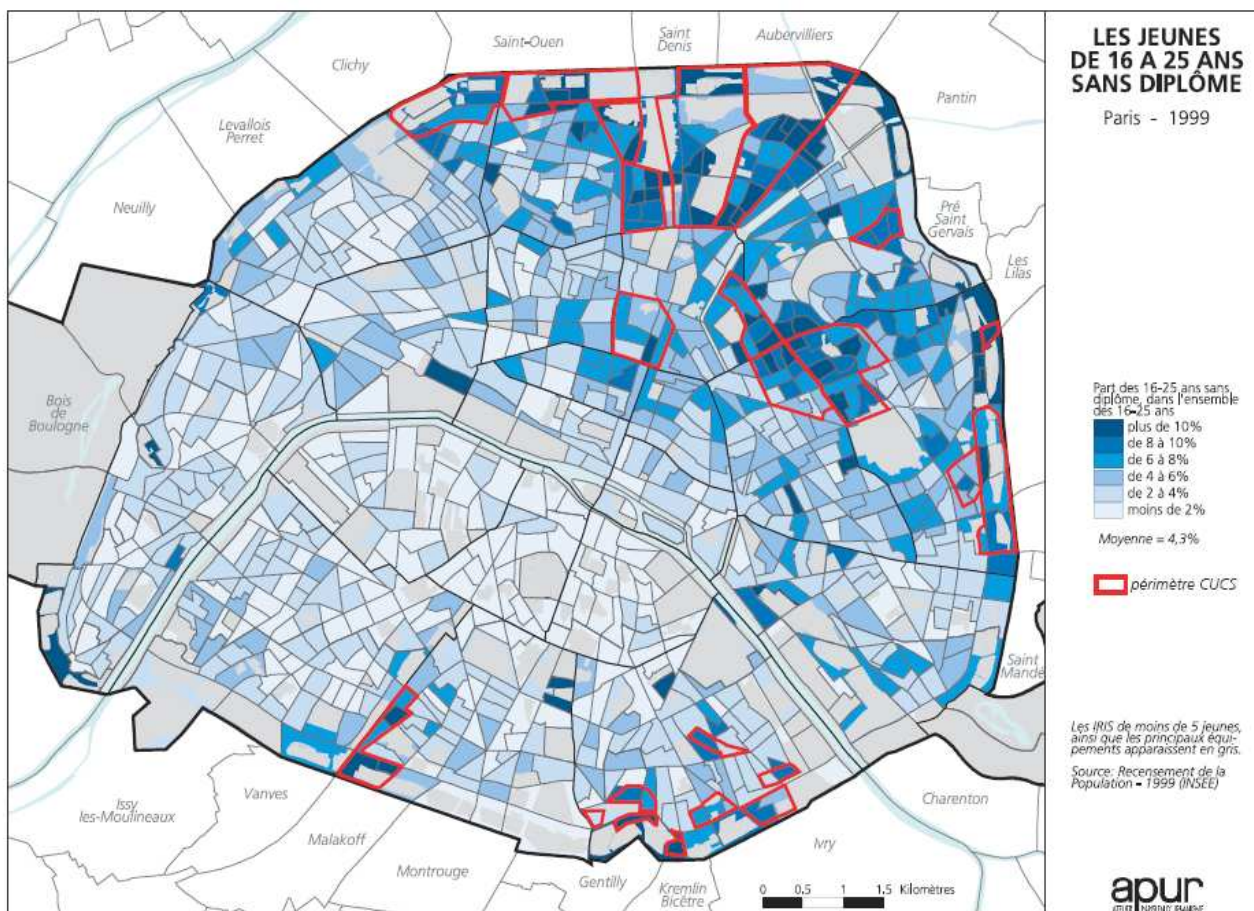 LES JEUNES
DE 16 A 25 ANS
SANS DIPLÔME
Paris - 1999
Saint-Ouen
Saint
Denis
Aubervilliers
Clichy
Pantin
Levallois
Perret
Neuilly
Pré
Saint
Gervais
Les
Lilas
Bois
de
Boulogne
Part des 16-25 ans sans
diplôme, dans l'ensemble
des 16-25 ans
plus de 10%
de 8 à 10%
de 6 à 8%
de 4 à 6%
de 2 à 4%
moins de 2%
Moyenne = 4,3%
périmètre CUCS
Saint
Mandé
Les IRIS de moins de 5 jeunes,
ainsi que les principaux équi-
pements apparaissent en gris.
Source: Recensement de la
Population - 1999 (INSEE)
Issy
les-Moulineaux
Vanves
Malakoff
Montrouge
Gentilly
Kremlin
Bicêtre
Ivry
Charenton
0 0.5 1 1.5 Kilomètres
apur